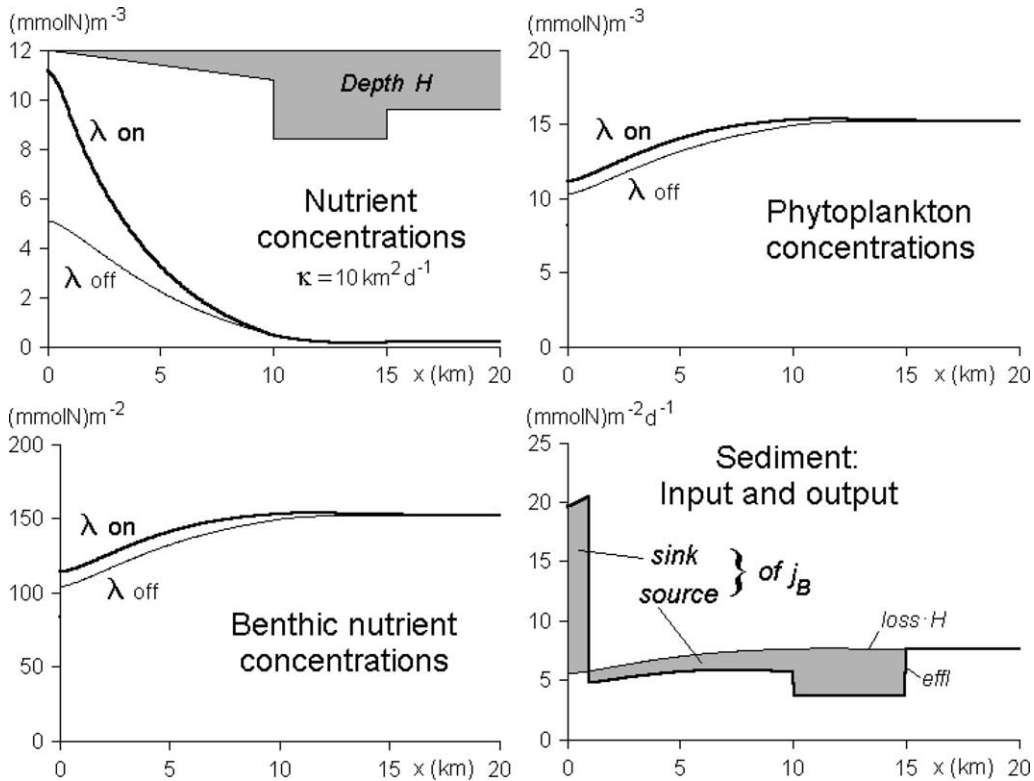 (mmolN)m⁻³
12
10
8
6
4
2
0
0
5
10
15
x (km)
20
Depth H
λ on
λ off
Nutrient
concentrations
κ = 10 km² d⁻¹
(mmolN)m⁻³
20
15
10
5
0
0
5
10
15
x (km)
20
λ on
λ off
Phytoplankton
concentrations
(mmolN)m⁻²
200
150
100
50
0
0
5
10
15
x (km)
20
λ on
λ off
Benthic nutrient
concentrations
(mmolN)m⁻²d⁻¹
25
20
15
10
5
0
0
5
10
15
x (km)
20
Sediment:
Input and output
sink
source
} of j_B
loss·H
effl